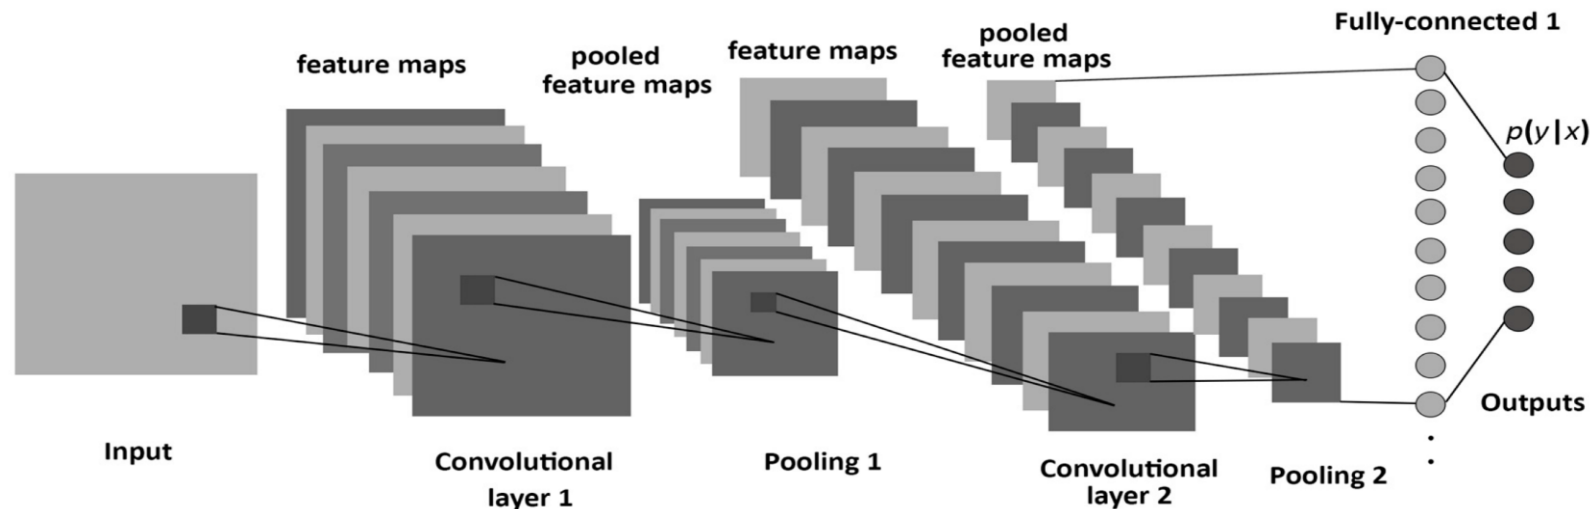 feature maps
pooled
feature maps
feature maps
pooled
feature maps
Fully-connected 1
p(y|x)
Input
Convolutional
layer 1
Pooling 1
Convolutional
layer 2
Pooling 2
Outputs